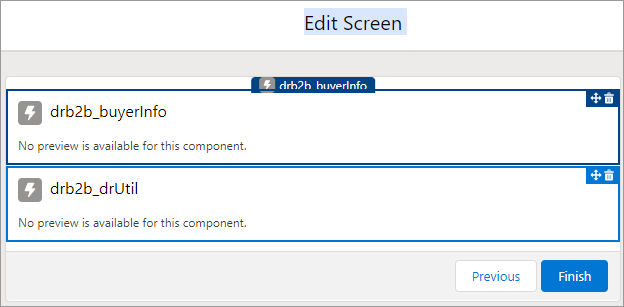 Edit Screen
drb2b_buyerInfo
drb2b_buyerInfo
No preview is available for this component.
drb2b_drUtil
No preview is available for this component.
Previous Finish